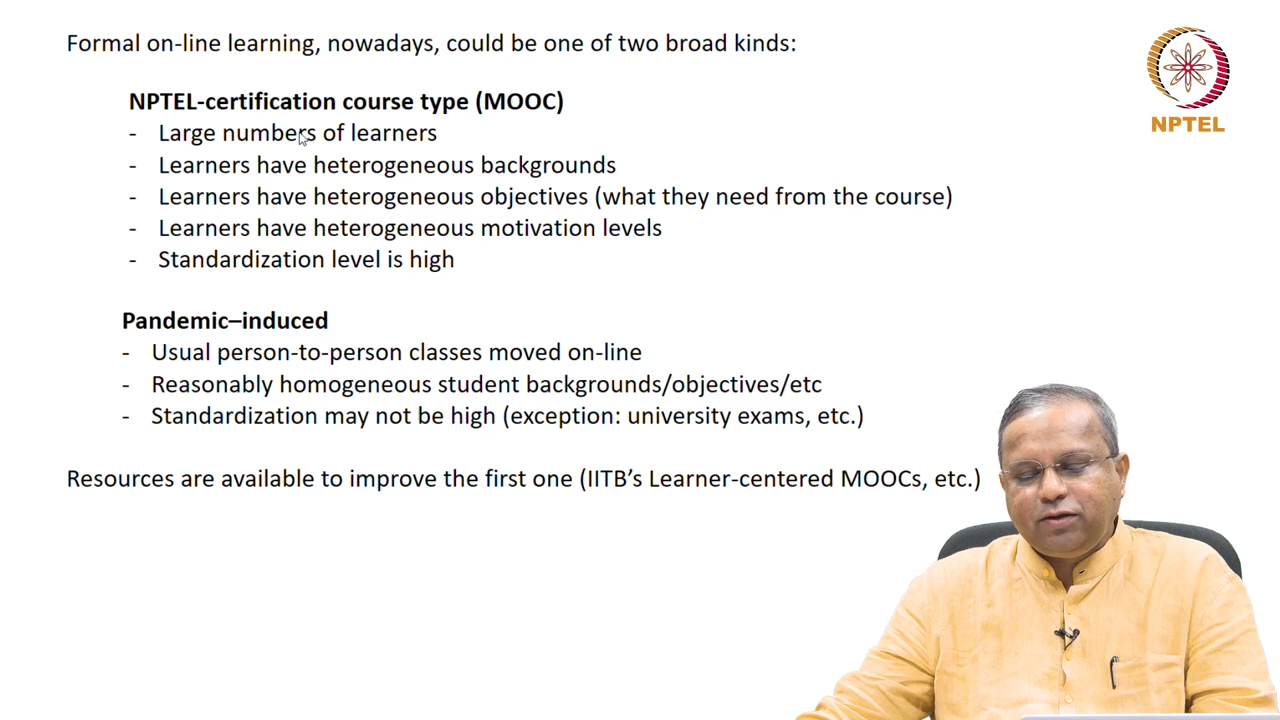 Formal on-line learning, nowadays, could be one of two broad kinds:
NPTEL
NPTEL-certification course type (MOOC)
- Large numbers of learners
- Learners have heterogeneous backgrounds
- Learners have heterogeneous objectives (what they need from the course)
- Learners have heterogeneous motivation levels
- Standardization level is high
Pandemic–induced
- Usual person-to-person classes moved on-line
- Reasonably homogeneous student backgrounds/objectives/etc
- Standardization may not be high (exception: university exams, etc.)
Resources are available to improve the first one (IITB’s Learner-centered MOOCs, etc.)